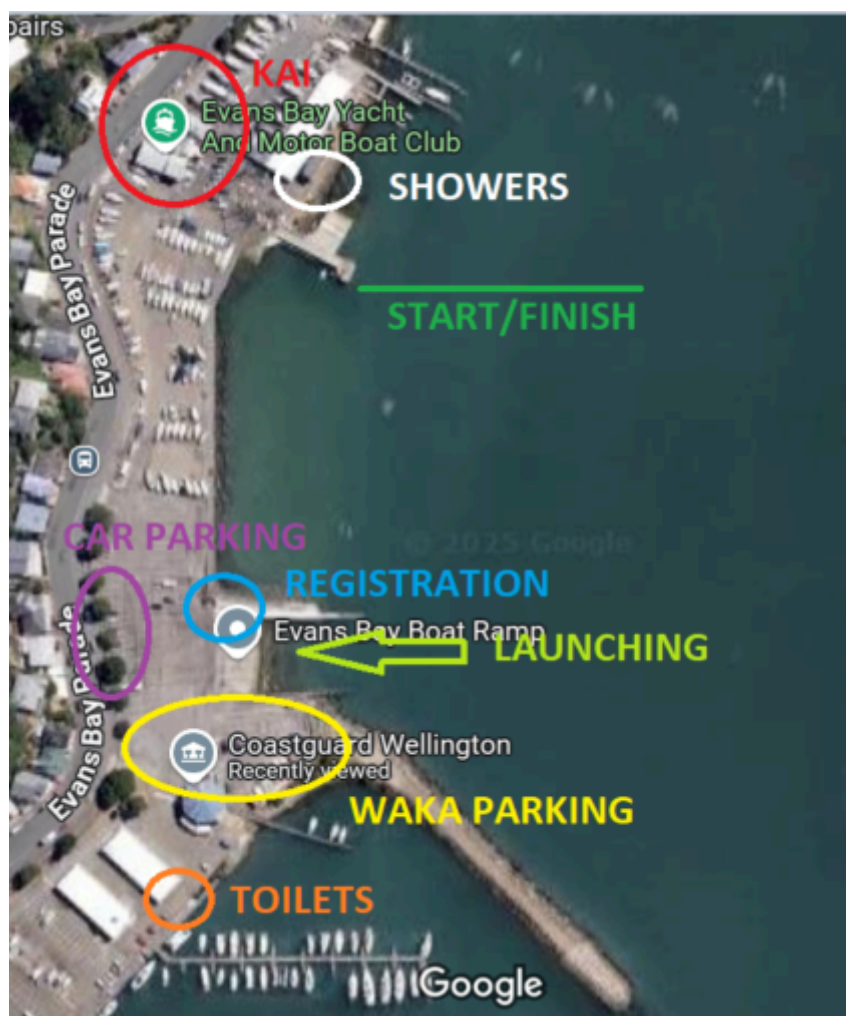 pairs
KAI
Evans Bay Yacht
And Motor Boat Club
SHOWERS
Evans Bay Parade
START/FINISH
CAR PARKING
© 2025 Google
REGISTRATION
Evans Bay Boat Ramp
LAUNCHING
Evans Bay Parade
Coastguard Wellington
Recently viewed
WAKA PARKING
TOILETS
Google